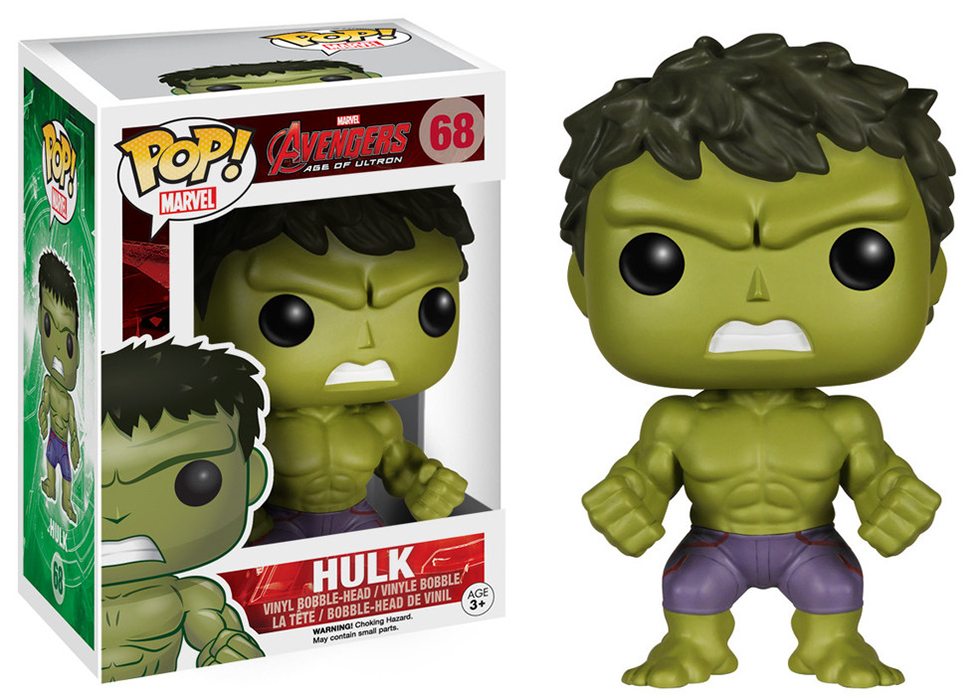 POP!
MARVEL
POP!
MARVEL
HULK
68
POP!
MARVEL
MARVEL
AVENGERS
AGE OF ULTRON
68
HULK
VINYL BOBBLE-HEAD / VINYLE BOBBLE
LA TÊTE / BOBBLE-HEAD DE VINIL
WARNING! Choking Hazard.
May contain small parts.
AGE
3+